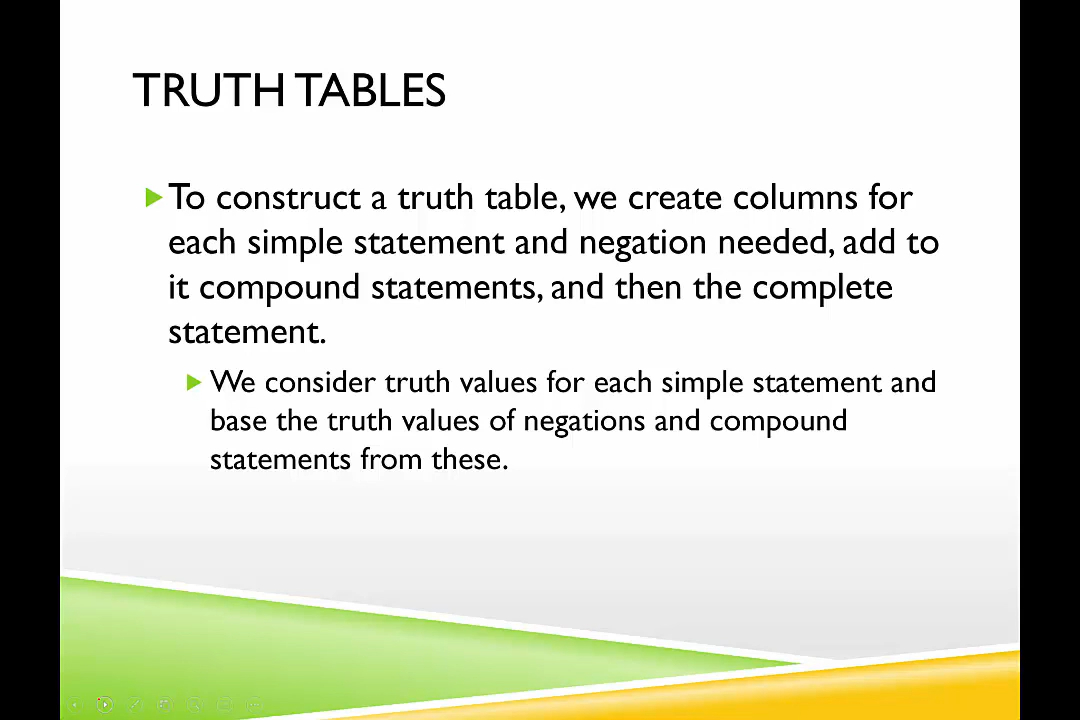 TRUTH TABLES
To construct a truth table, we create columns for
each simple statement and negation needed, add to
it compound statements, and then the complete
statement.
We consider truth values for each simple statement and
base the truth values of negations and compound
statements from these.